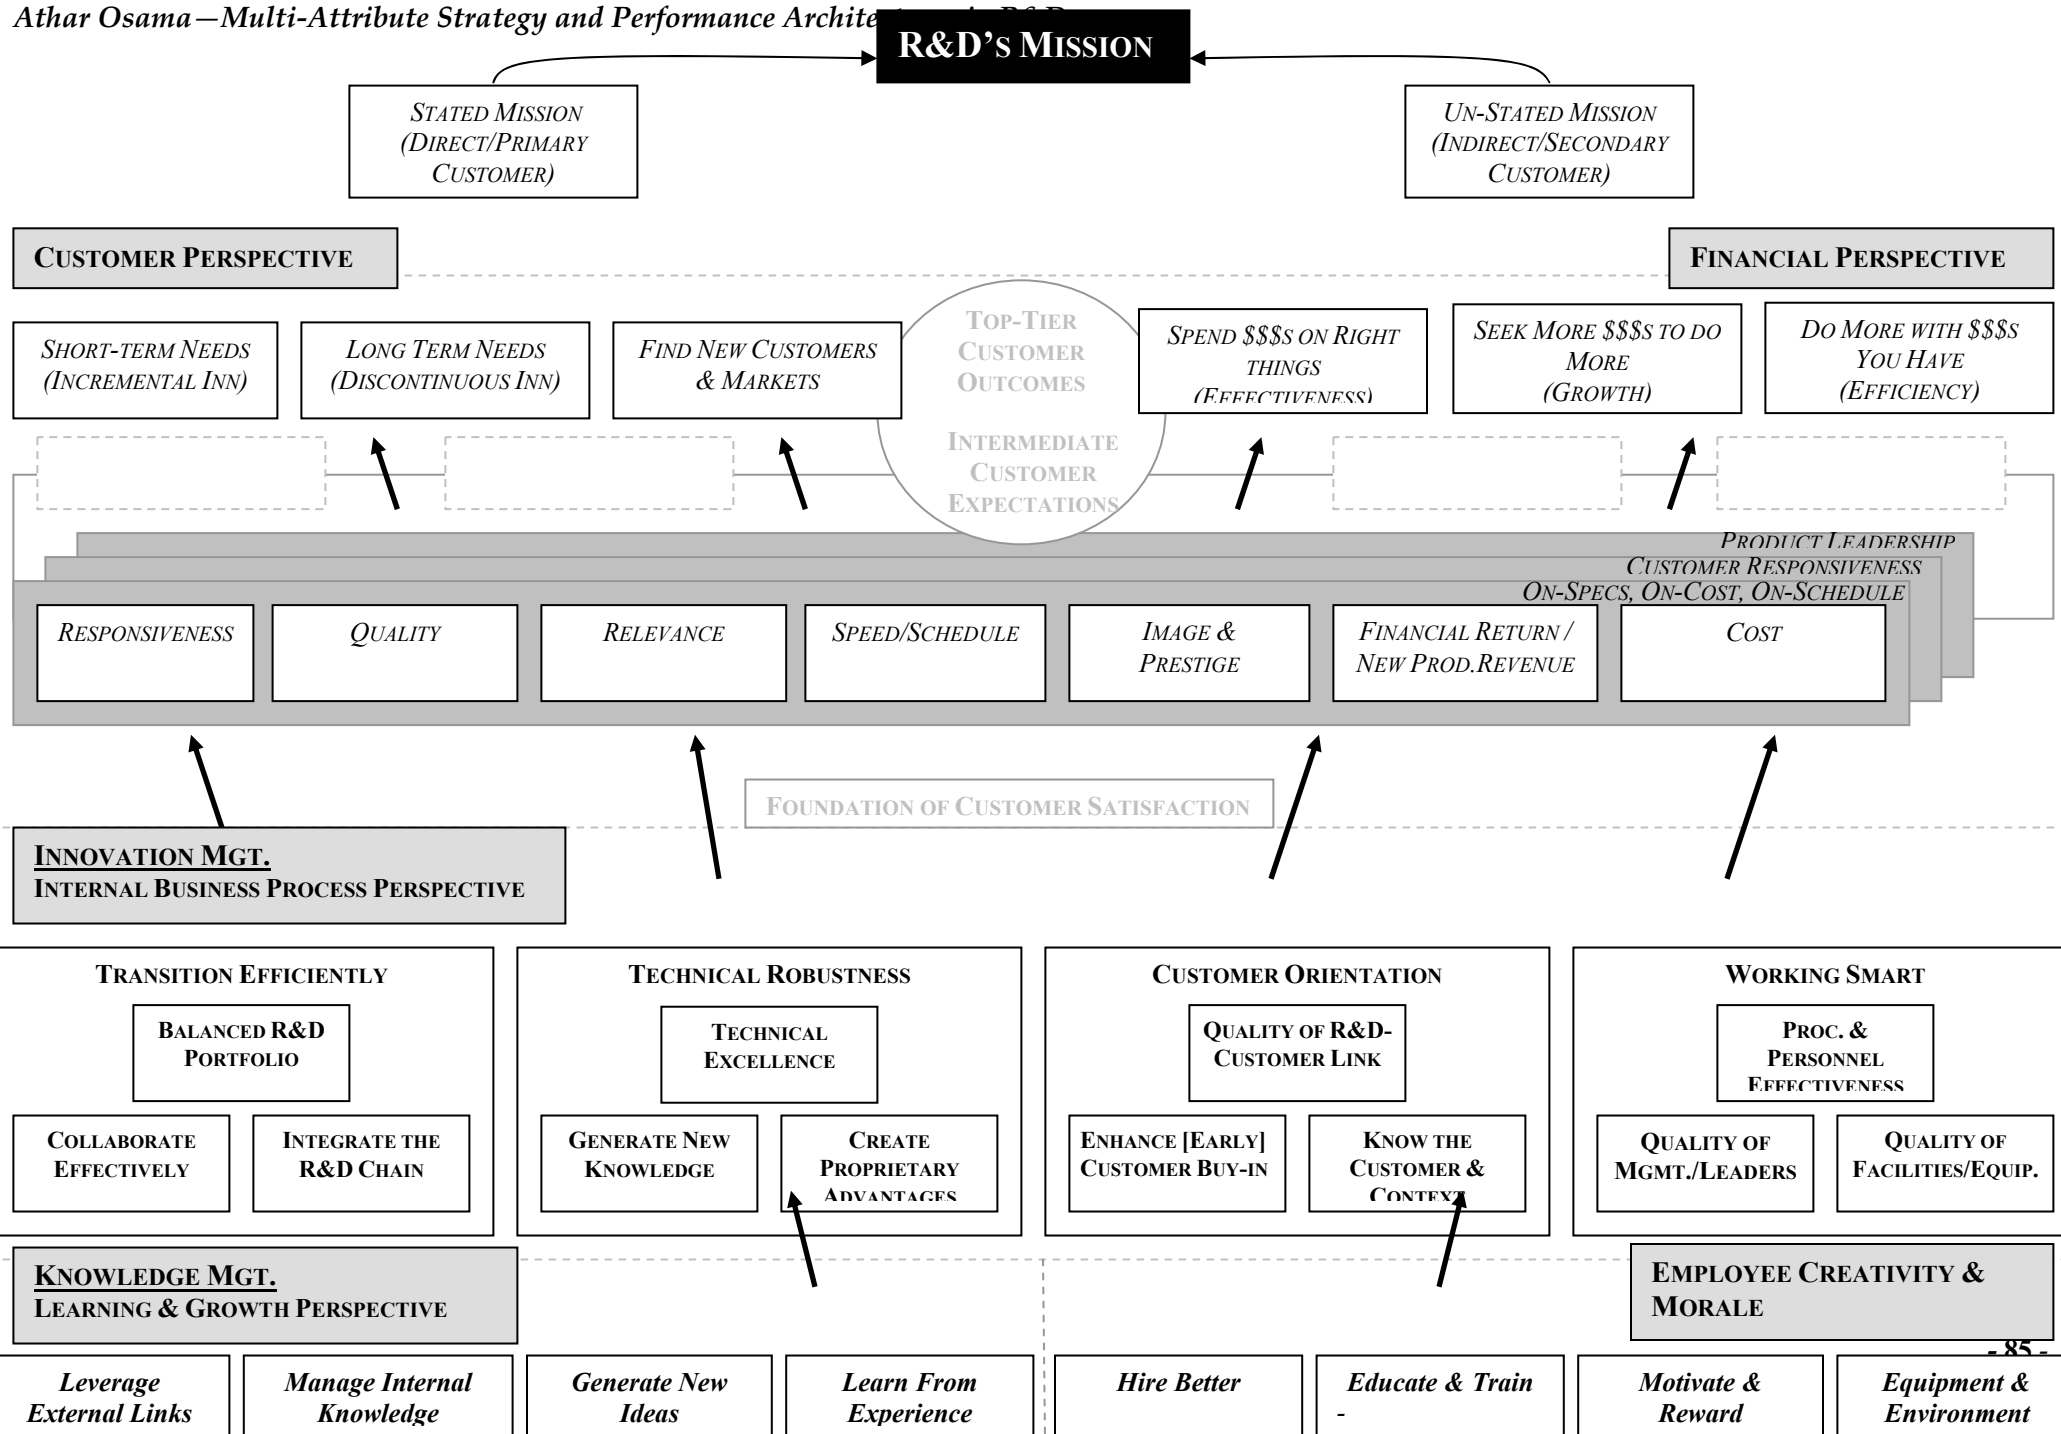 Athar Osama—Multi-Attribute Strategy and Performance Archite
R&D'S MISSION
STATED MISSION
(DIRECT/PRIMARY
CUSTOMER)
UN-STATED MISSION
(INDIRECT/SECONDARY
CUSTOMER)
CUSTOMER PERSPECTIVE
FINANCIAL PERSPECTIVE
SHORT-TERM NEEDS
(INCREMENTAL INN)
LONG TERM NEEDS
(DISCONTINUOUS INN)
FIND NEW CUSTOMERS
& MARKETS
TOP-TIER
CUSTOMER
OUTCOMES
INTERMEDIATE
CUSTOMER
EXPECTATIONS
SPEND $$$S ON RIGHT
THINGS
(EFFECTIVENESS)
SEEK MORE $$$S TO DO
MORE
(GROWTH)
DO MORE WITH $$$S
YOU HAVE
(EFFICIENCY)
PRODUCT LEADERSHIP
CUSTOMER RESPONSIVENESS
ON-SPECS, ON-COST, ON-SCHEDULE
RESPONSIVENESS
QUALITY
RELEVANCE
SPEED/SCHEDULE
IMAGE &
PRESTIGE
FINANCIAL RETURN /
NEW PROD.REVENUE
COST
FOUNDATION OF CUSTOMER SATISFACTION
INNOVATION MGT.
INTERNAL BUSINESS PROCESS PERSPECTIVE
TRANSITION EFFICIENTLY
BALANCED R&D
PORTFOLIO
COLLABORATE
EFFECTIVELY
INTEGRATE THE
R&D CHAIN
TECHNICAL ROBUSTNESS
TECHNICAL
EXCELLENCE
GENERATE NEW
KNOWLEDGE
CREATE
PROPRIETARY
ADVANTAGES
CUSTOMER ORIENTATION
QUALITY OF R&D-
CUSTOMER LINK
ENHANCE [EARLY]
CUSTOMER BUY-IN
KNOW THE
CUSTOMER &
CONTEXT
WORKING SMART
PROC. &
PERSONNEL
EFFECTIVENESS
QUALITY OF
MGMT./LEADERS
QUALITY OF
FACILITIES/EQUIP.
KNOWLEDGE MGT.
LEARNING & GROWTH PERSPECTIVE
EMPLOYEE CREATIVITY &
MORALE
- 85 -
Leverage
External Links
Manage Internal
Knowledge
Generate New
Ideas
Learn From
Experience
Hire Better
Educate & Train
-
Motivate &
Reward
Equipment &
Environment